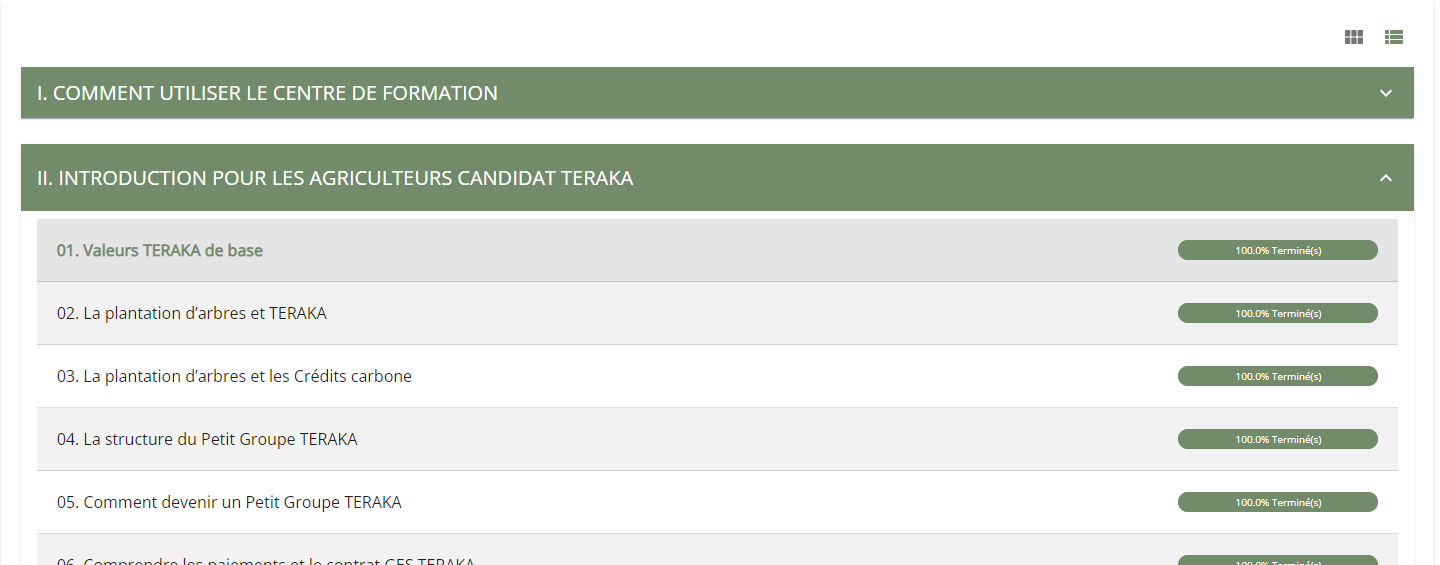 I. COMMENT UTILISER LE CENTRE DE FORMATION
II. INTRODUCTION POUR LES AGRICULTEURS CANDIDAT TERAKA
01. Valeurs TERAKA de base 100.0% Terminé(s)
02. La plantation d’arbres et TERAKA 100.0% Terminé(s)
03. La plantation d’arbres et les Crédits carbone 100.0% Terminé(s)
04. La structure du Petit Groupe TERAKA 100.0% Terminé(s)
05. Comment devenir un Petit Groupe TERAKA 100.0% Terminé(s)
06. Comprendre les paiements et le contrat GES TERAKA 100.0% Terminé(s)